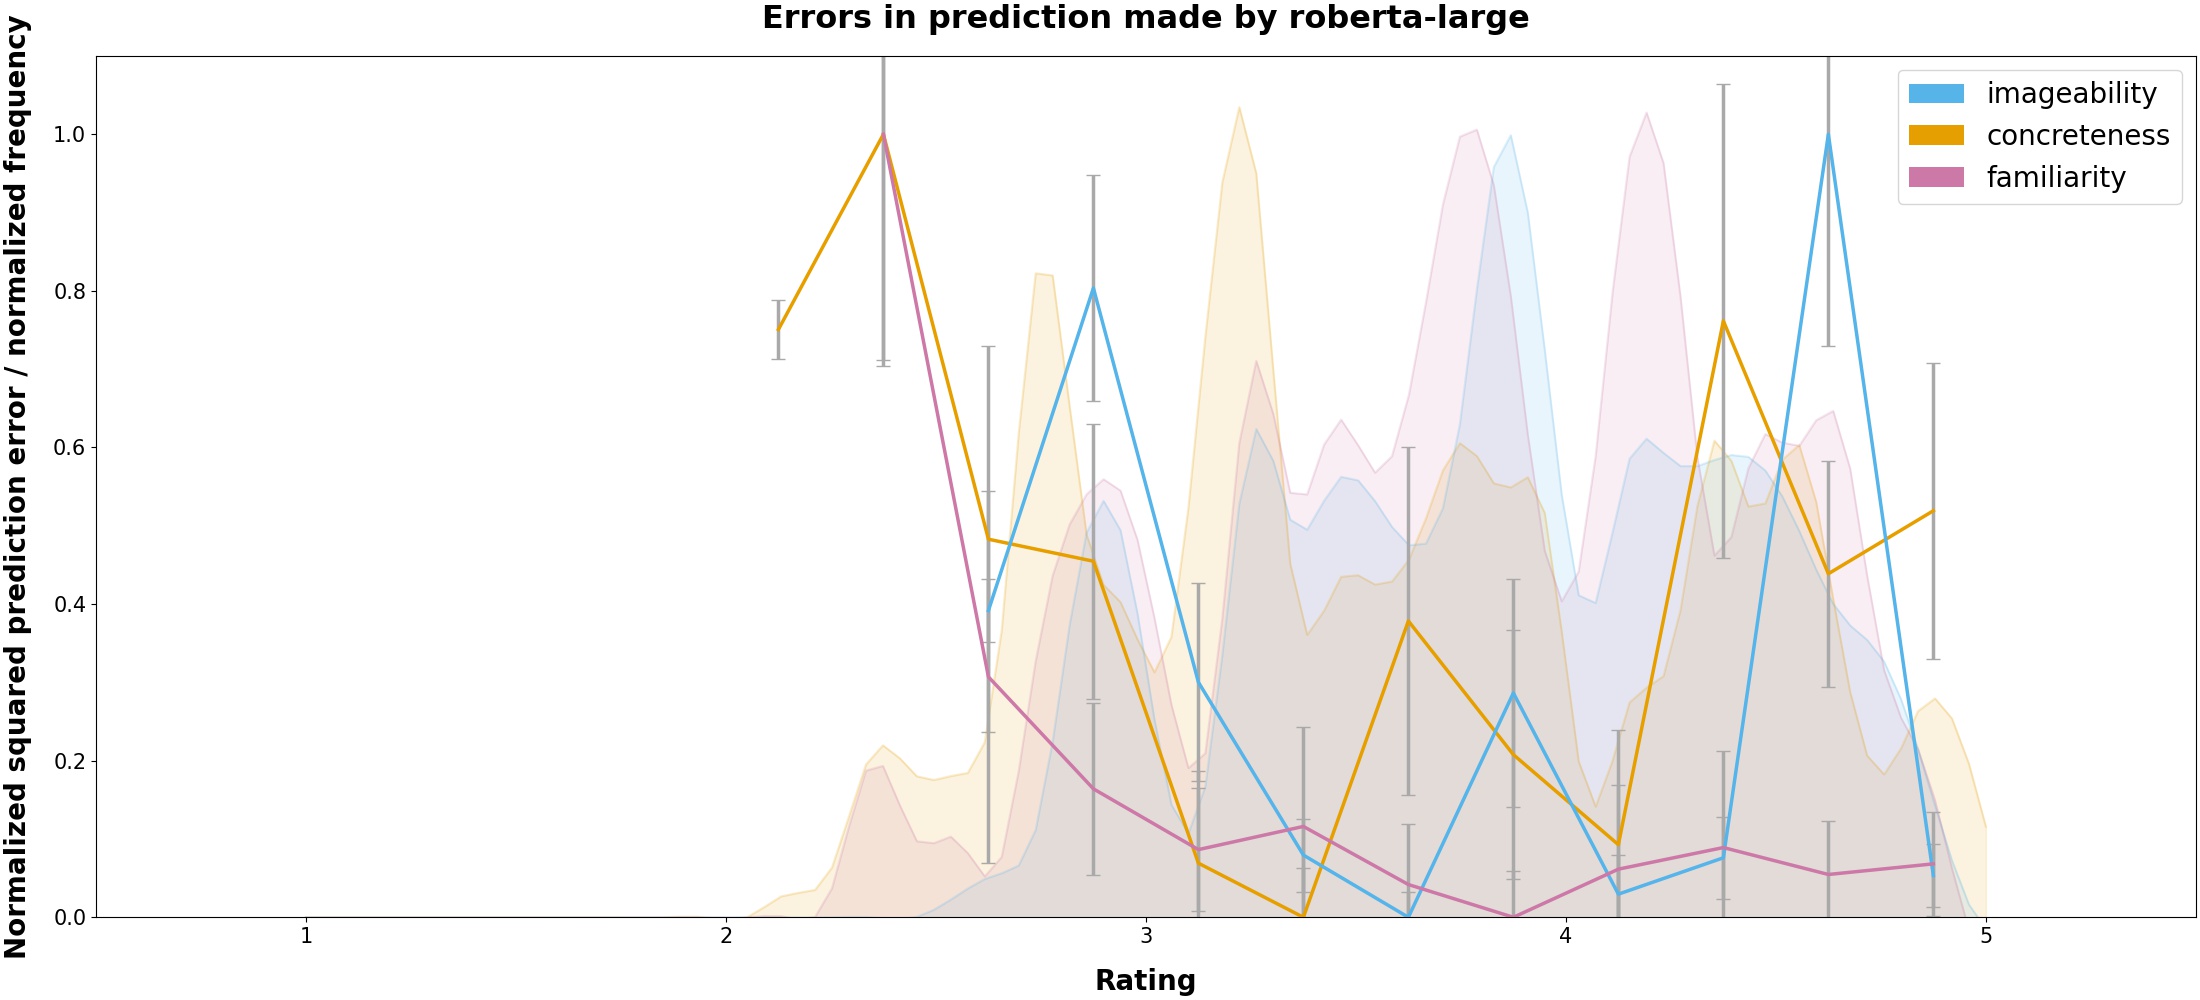 Errors in prediction made by roberta-large
Normalized squared prediction error / normalized frequency
1.0
0.8
0.6
0.4
0.2
0.0
imageability
concreteness
familiarity
1 2 3 4 5
Rating